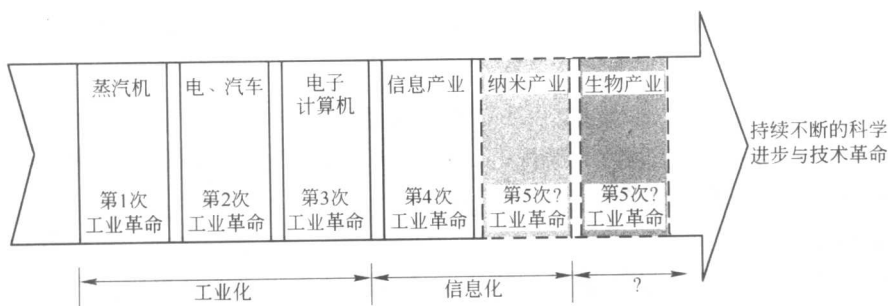 蒸汽机
电、汽车
电子
计算机
信息产业
纳米产业
生物产业
第1次
工业革命
第2次
工业革命
第3次
工业革命
第4次
工业革命
第5次?
工业革命
第5次?
工业革命
持续不断的科学
进步与技术革命
工业化
信息化
?